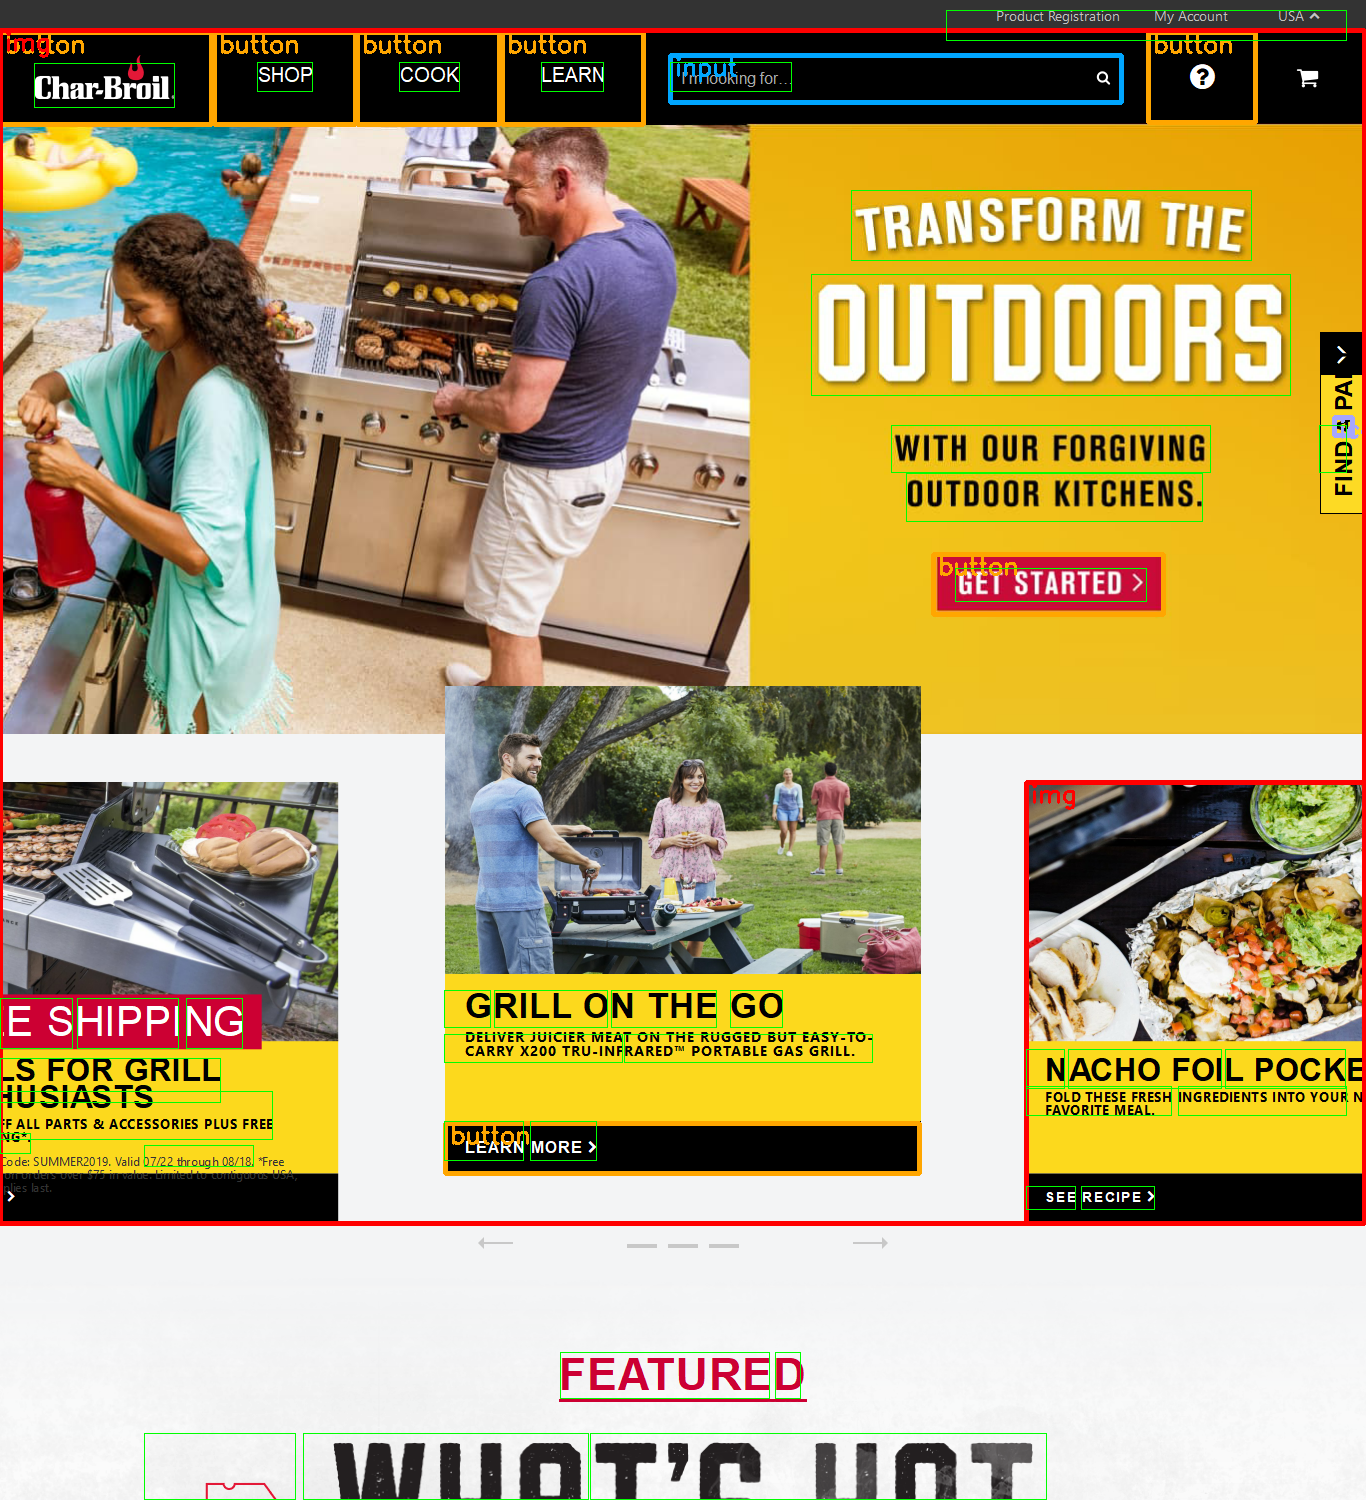 Product Registration My Account USA
button button button button button
img
Char-Broil SHOP COOK LEARN
input
I'm looking for...
TRANSFORM THE
OUTDOORS
WITH OUR FORGIVING
OUTDOOR KITCHENS.
button
GET STARTED
FIND A PA
E SHIPPING
LS FOR GRILL
HUSIASTS
FF ALL PARTS & ACCESSORIES PLUS FREE
NG*.
Code: SUMMER2019. Valid 07/22 through 08/18. *Free
on orders over $75 in value. Limited to contiguous USA,
plies last.
GRILL ON THE GO
DELIVER JUICIER MEAT ON THE RUGGED BUT EASY-TO-
CARRY X200 TRU-INFRARED™ PORTABLE GAS GRILL.
button
LEARN MORE
img
NACHO FOIL POCKE
FOLD THESE FRESH INGREDIENTS INTO YOUR N
FAVORITE MEAL.
SEE RECIPE
FEATURED
WHAT'S HOT